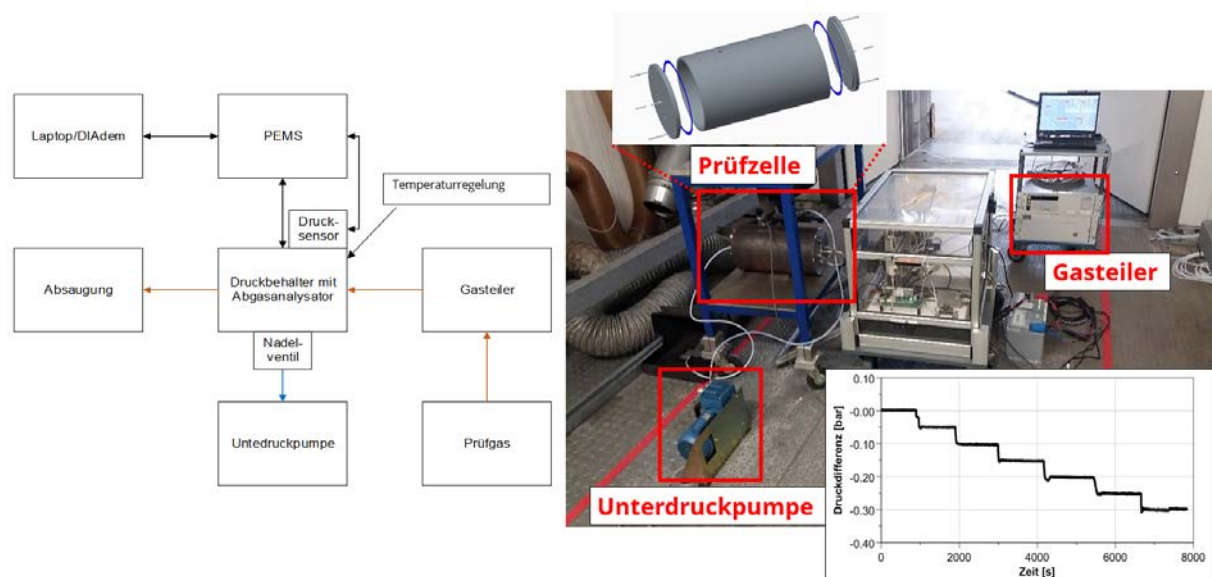 Laptop/DIAdem
PEMS
Temperaturregelung
Druck-
sensor
Absaugung
Druckbehälter mit
Abgasanalysator
Gasteiler
Nadel-
ventil
Untedruckpumpe
Prüfgas
Prüfzelle
Gasteiler
Unterdruckpumpe
Druckdifferenz [bar]
0.10
-0.00
-0.10
-0.20
-0.30
-0.40
0
2000
4000
6000
8000
Zeit [s]